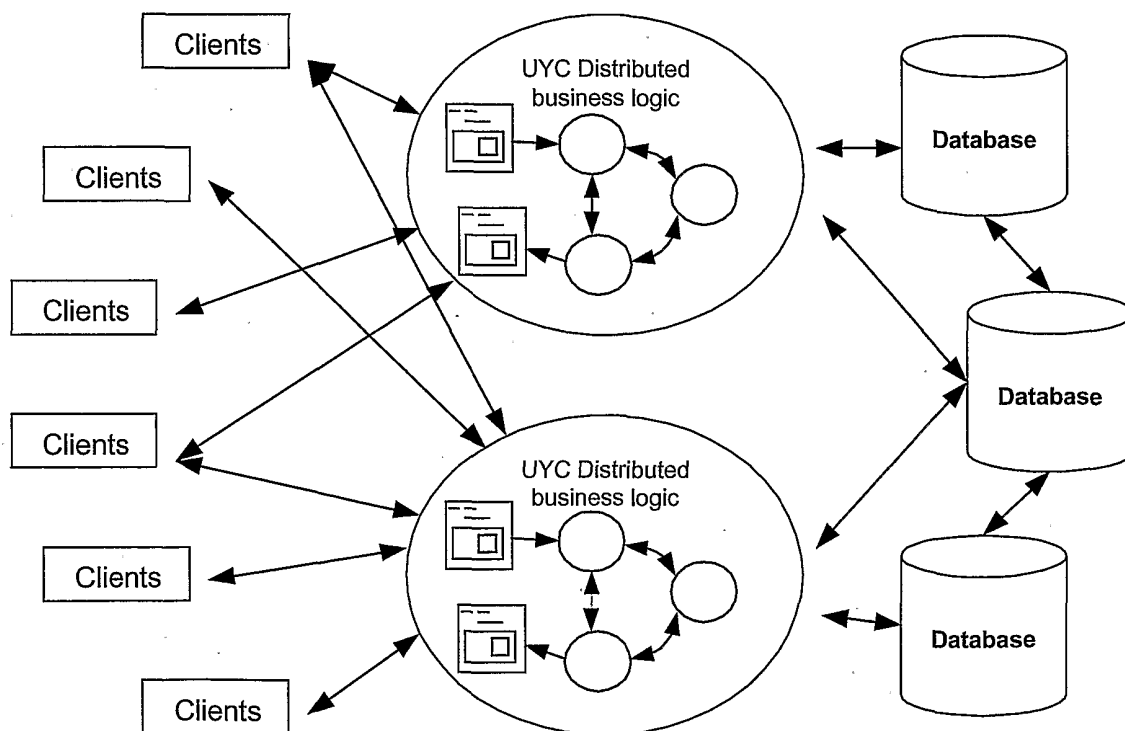 Clients
UYC Distributed
business logic
Database
Clients
Clients
Database
Clients
UYC Distributed
business logic
Clients
Database
Clients